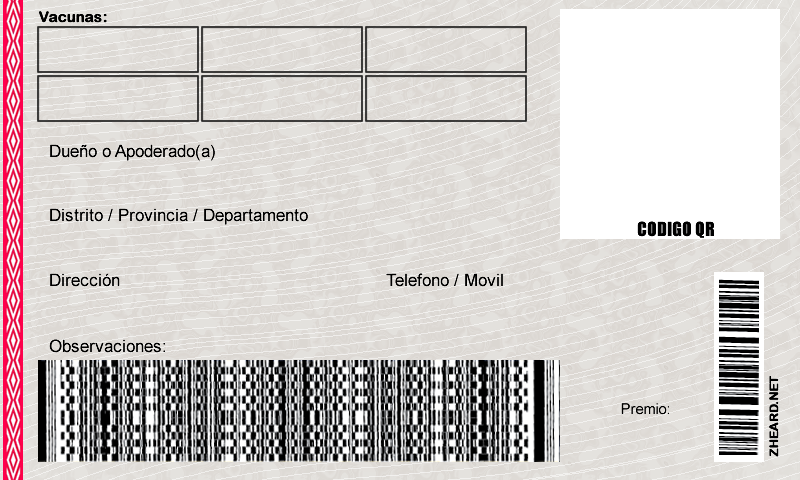 Vacunas:
Dueño o Apoderado(a)
Distrito / Provincia / Departamento
CODIGO QR
Dirección
Telefono / Movil
Observaciones:
Premio:
ZHEARD.NET